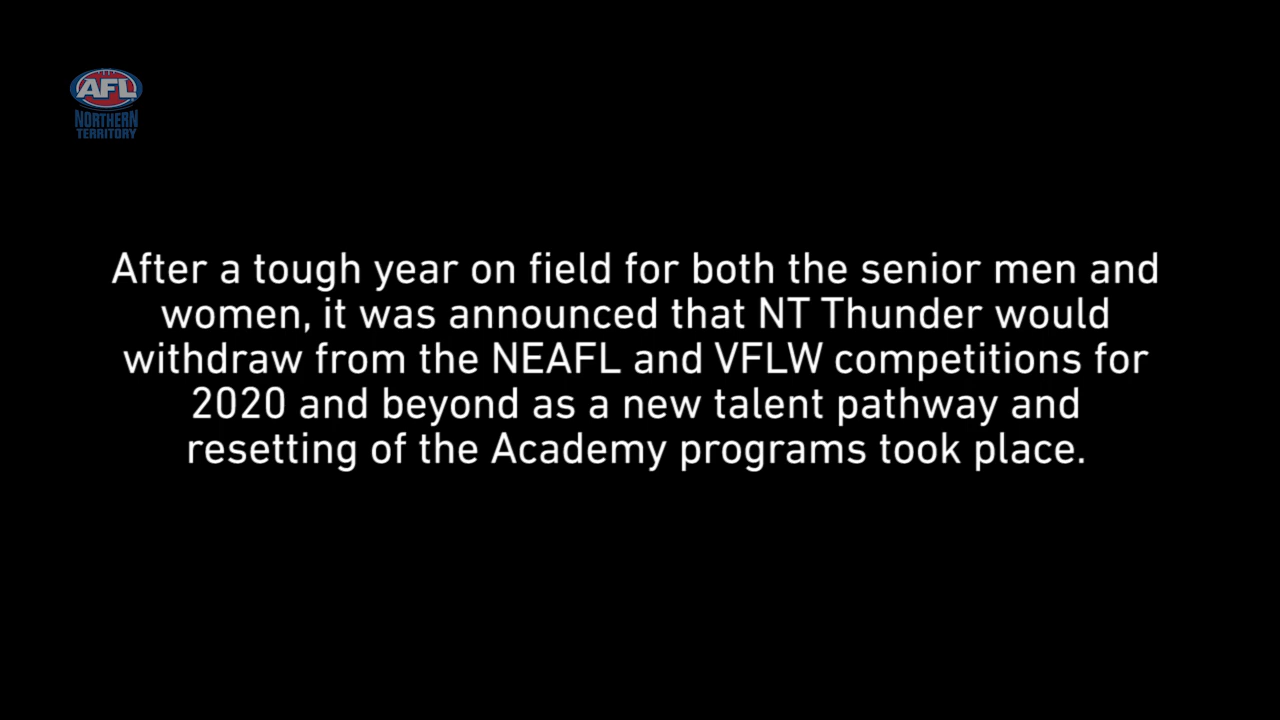 AFL
NORTHERN
TERRITORY
After a tough year on field for both the senior men and
women, it was announced that NT Thunder would
withdraw from the NEAFL and VFLW competitions for
2020 and beyond as a new talent pathway and
resetting of the Academy programs took place.